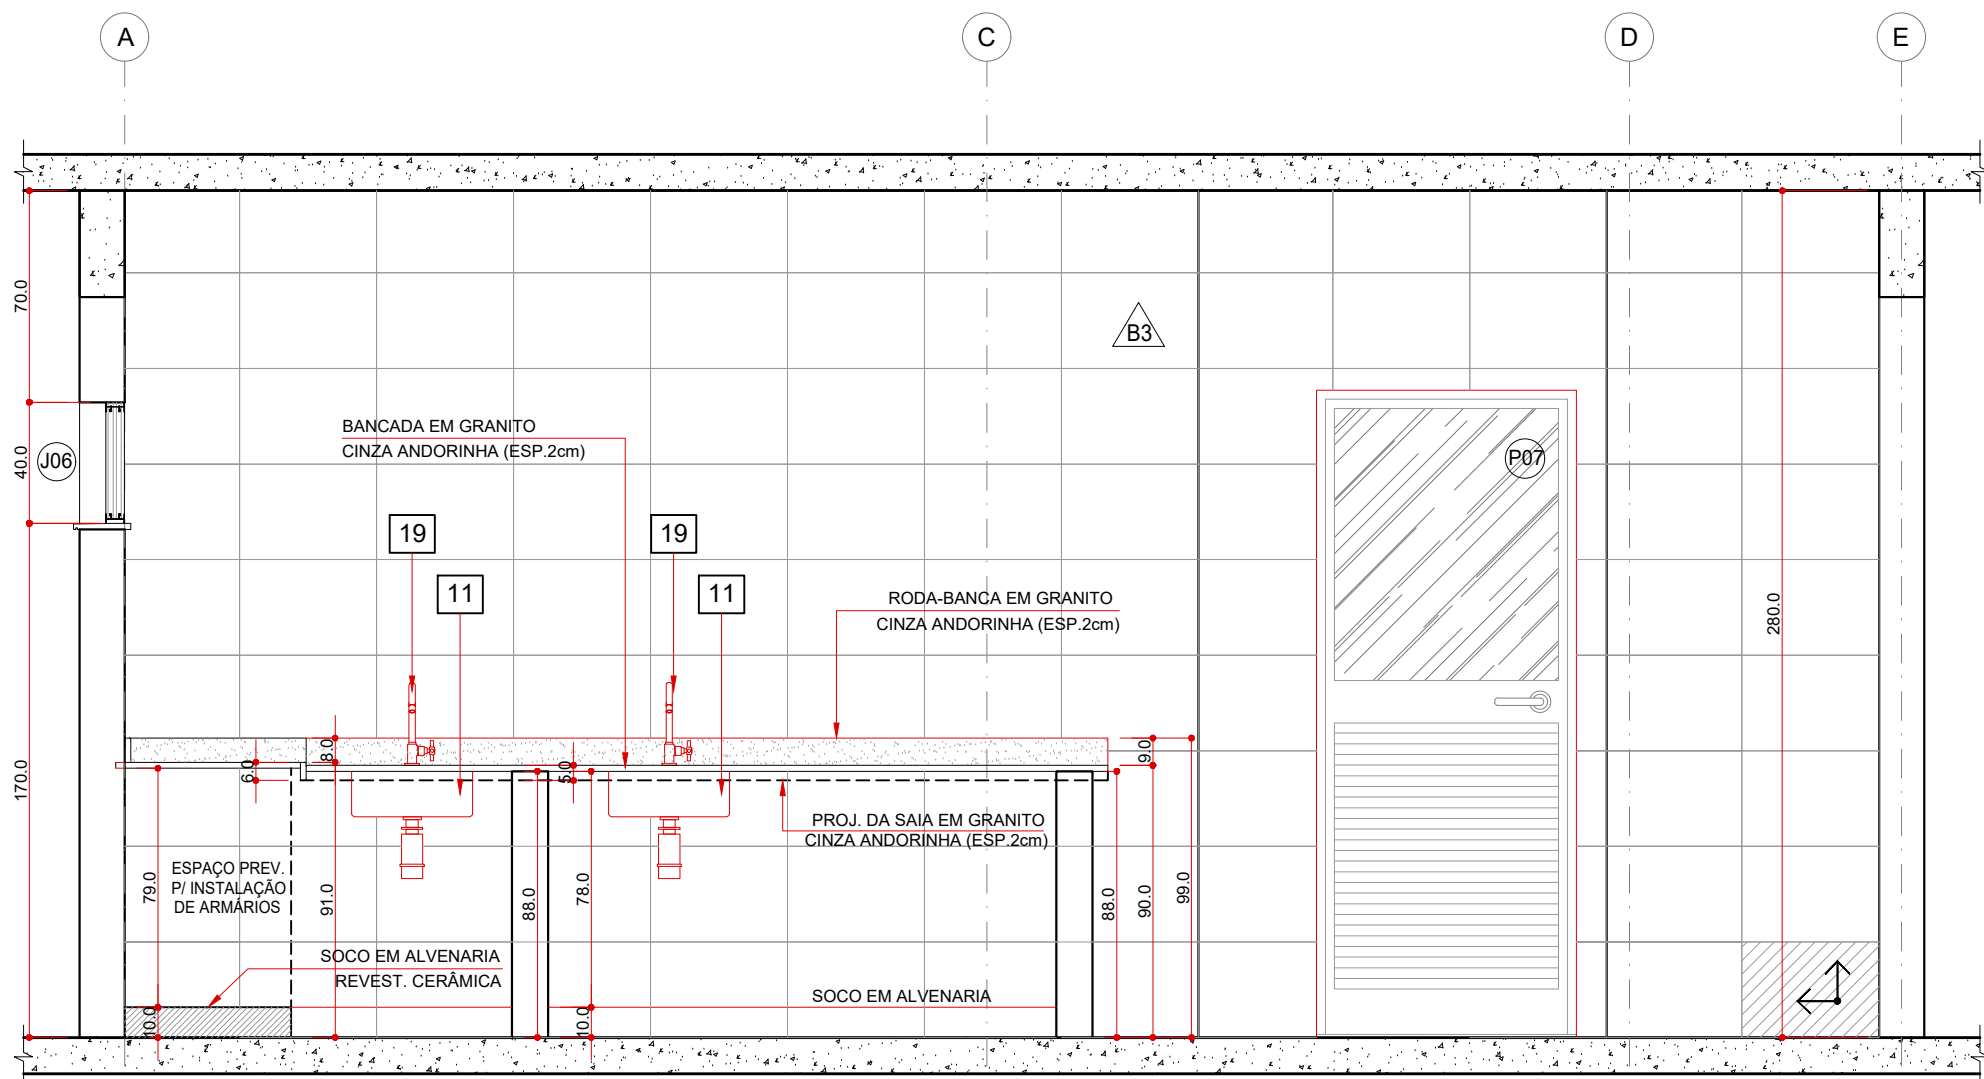 A
C
D
E
70.0
B3
BANCADA EM GRANITO
CINZA ANDORINHA (ESP.2cm)
40.0
J06
P07
19
19
11
11
RODA-BANCA EM GRANITO
CINZA ANDORINHA (ESP.2cm)
280.0
170.0
6.0
8.0
5.0
9.0
PROJ. DA SAIA EM GRANITO
CINZA ANDORINHA (ESP.2cm)
ESPAÇO PREV.
P/ INSTALAÇÃO
DE ARMÁRIOS
79.0
91.0
88.0
78.0
88.0
90.0
99.0
SOCO EM ALVENARIA
REVEST. CERÂMICA
SOCO EM ALVENARIA
10.0
10.0